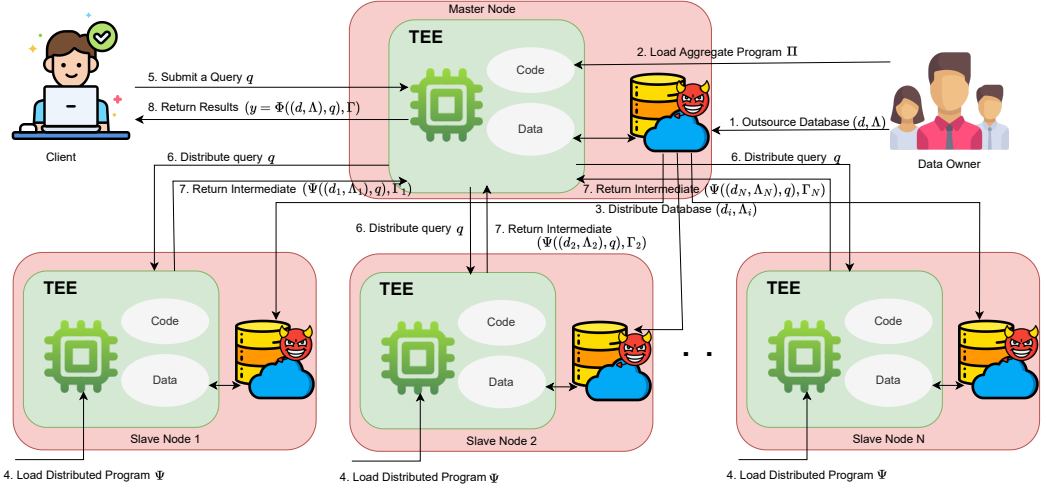 Master Node
TEE
Code
Data
2. Load Aggregate Program Π
5. Submit a Query q
8. Return Results (y = Φ((d, Λ), q), Γ)
1. Outsource Database (d, Λ)
Client
Data Owner
6. Distribute query q
7. Return Intermediate (Ψ((d₁, Λ₁), q), Γ₁)
6. Distribute query q
7. Return Intermediate (Ψ((d_N, Λ_N), q), Γ_N)
3. Distribute Database (dᵢ, Λᵢ)
6. Distribute query q
7. Return Intermediate
(Ψ((d₂, Λ₂), q), Γ₂)
TEE
Code
Data
Slave Node 1
4. Load Distributed Program Ψ
TEE
Code
Data
Slave Node 2
4. Load Distributed Program Ψ
. .
TEE
Code
Data
Slave Node N
4. Load Distributed Program Ψ